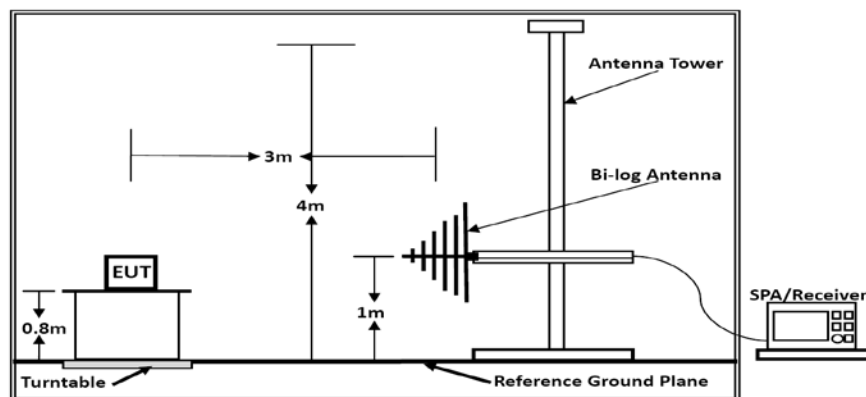 Antenna Tower
3m
Bi-log Antenna
4m
EUT
SPA/Receiver
0.8m
1m
Turntable
Reference Ground Plane